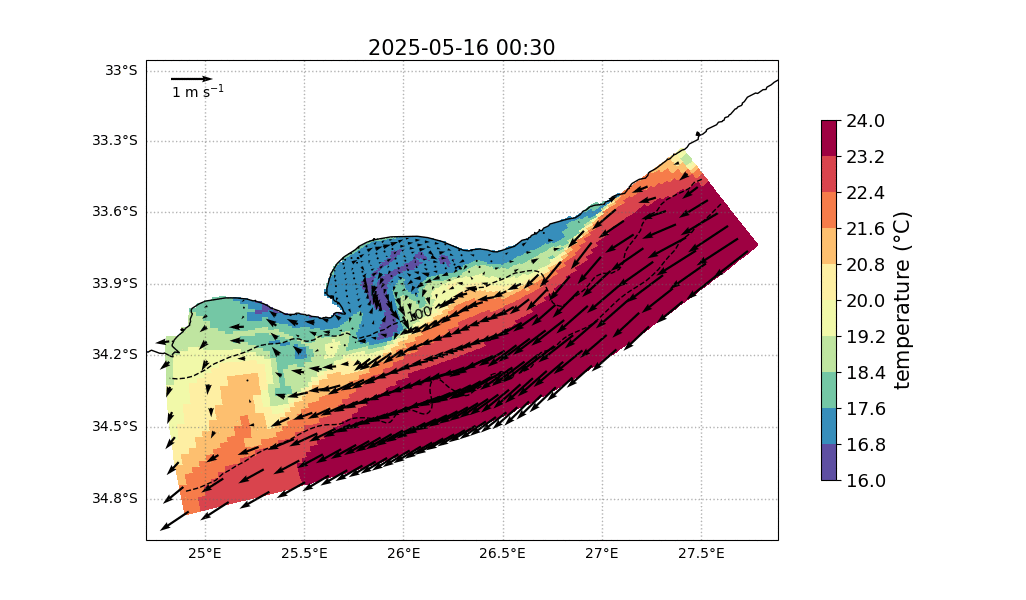 2025-05-16 00:30
33°S
33.3°S
33.6°S
33.9°S
34.2°S
34.5°S
34.8°S
1 m s⁻¹
100
25°E
25.5°E
26°E
26.5°E
27°E
27.5°E
24.0
23.2
22.4
21.6
20.8
20.0
19.2
18.4
17.6
16.8
16.0
temperature (°C)